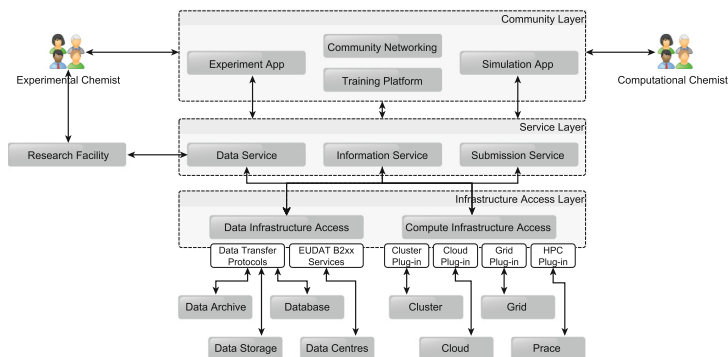 Community Layer
Community Networking
Experiment App
Simulation App
Training Platform
Experimental Chemist
Computational Chemist
Service Layer
Research Facility
Data Service
Information Service
Submission Service
Infrastructure Access Layer
Data Infrastructure Access
Compute Infrastructure Access
Data Transfer
Protocols
EUDAT B2xx
Services
Cluster
Plug-in
Cloud
Plug-in
Grid
Plug-in
HPC
Plug-in
Data Archive
Database
Cluster
Grid
Data Storage
Data Centres
Cloud
Prace